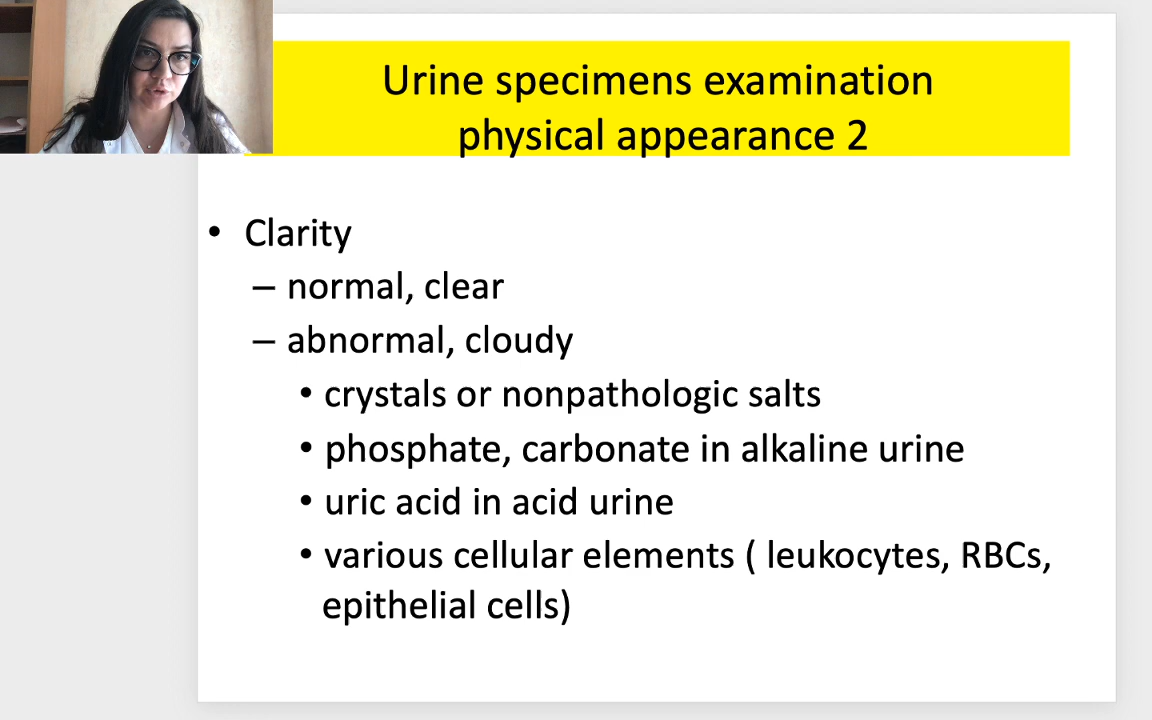 Urine specimens examination
physical appearance 2
• Clarity
– normal, clear
– abnormal, cloudy
• crystals or nonpathologic salts
• phosphate, carbonate in alkaline urine
• uric acid in acid urine
• various cellular elements ( leukocytes, RBCs,
epithelial cells)